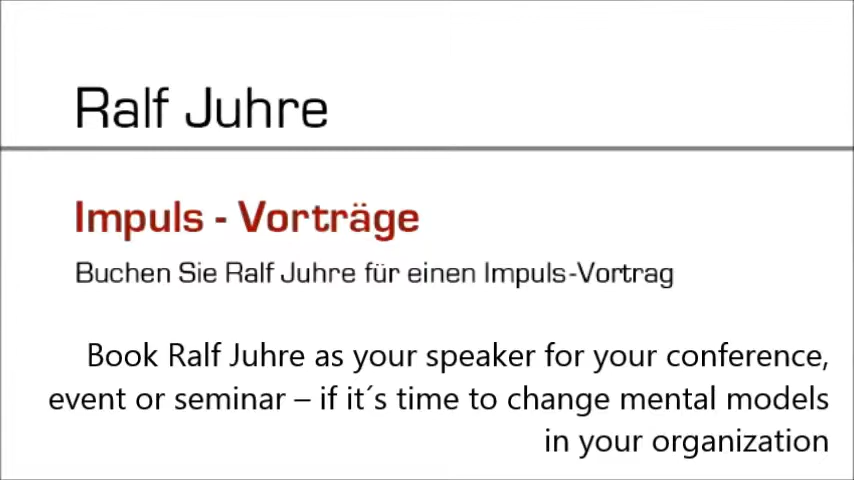 Ralf Juhre
Impuls - Vorträge
Buchen Sie Ralf Juhre für einen Impuls-Vortrag
Book Ralf Juhre as your speaker for your conference,
event or seminar – if it´s time to change mental models
in your organization